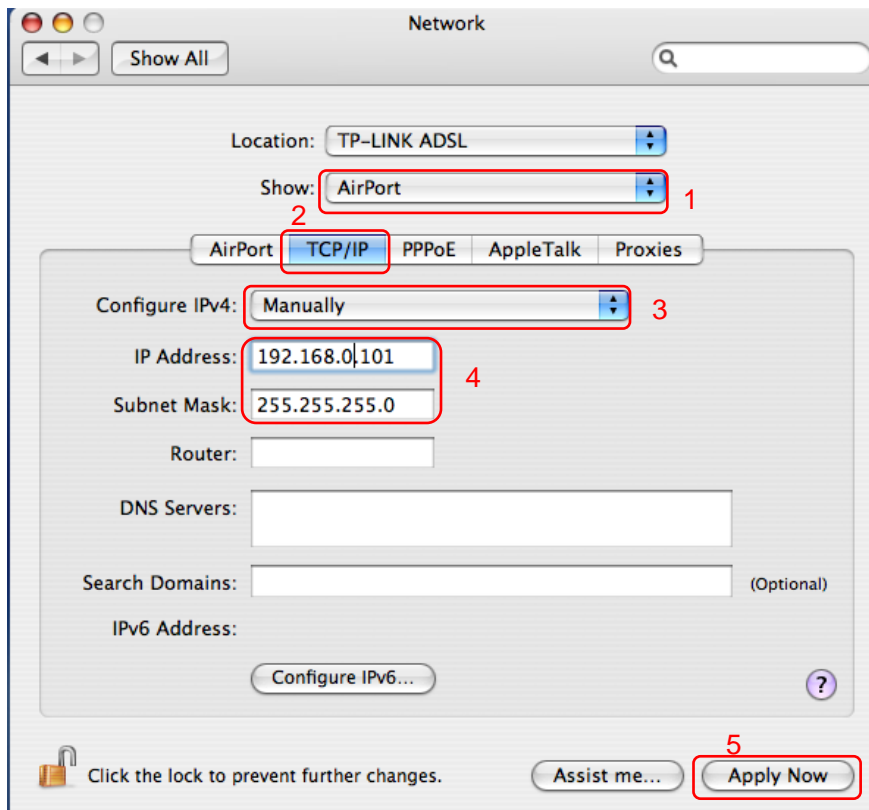 Network
Show All
Location: TP-LINK ADSL
Show: AirPort 1
2
AirPort TCP/IP PPPoE AppleTalk Proxies
Configure IPv4: Manually 3
IP Address: 192.168.0.101
4
Subnet Mask: 255.255.255.0
Router:
DNS Servers:
Search Domains: (Optional)
IPv6 Address:
Configure IPv6...
?
5
Click the lock to prevent further changes. Assist me... Apply Now